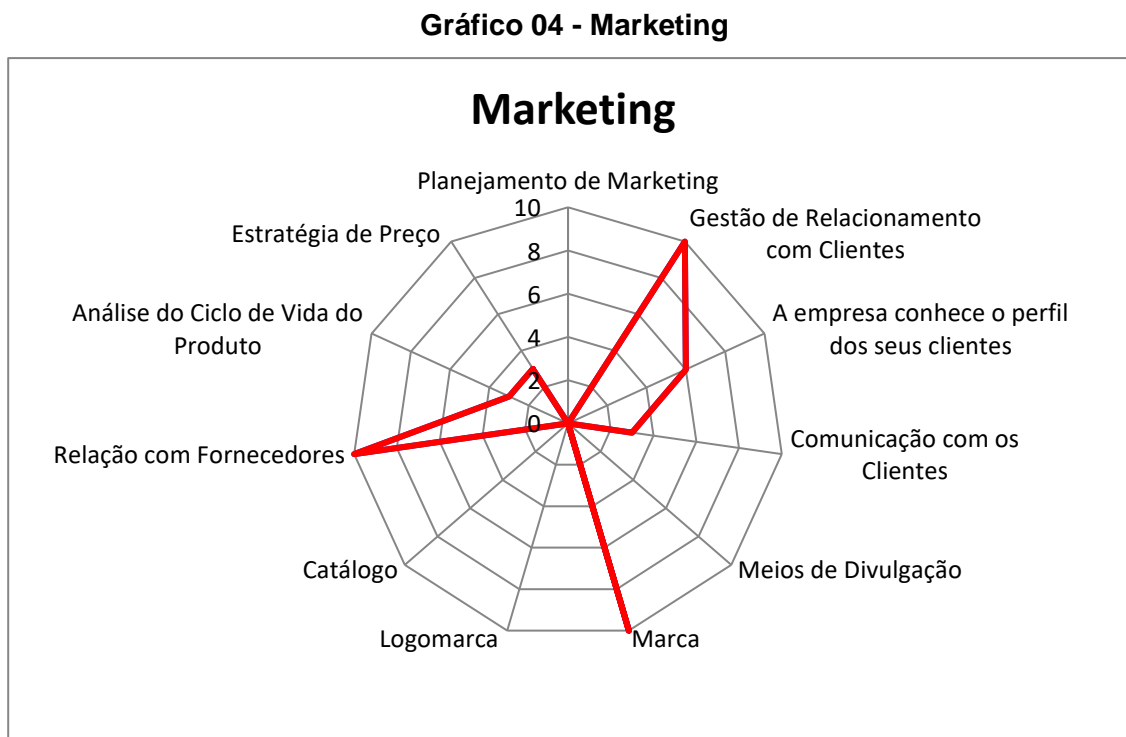 Gráfico 04 - Marketing
Marketing
Planejamento de Marketing
Gestão de Relacionamento
com Clientes
A empresa conhece o perfil
dos seus clientes
Comunicação com os
Clientes
Meios de Divulgação
Marca
Logomarca
Catálogo
Relação com Fornecedores
Análise do Ciclo de Vida do
Produto
Estratégia de Preço
10
8
6
4
2
0